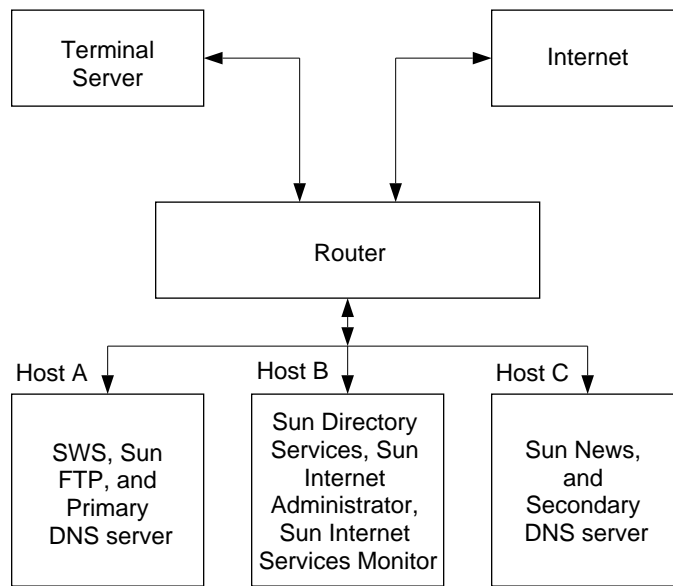 Terminal
Server
Internet
Router
Host A
Host B
Host C
SWS, Sun
FTP, and
Primary
DNS server
Sun Directory
Services, Sun
Internet
Administrator,
Sun Internet
Services Monitor
Sun News,
and
Secondary
DNS server